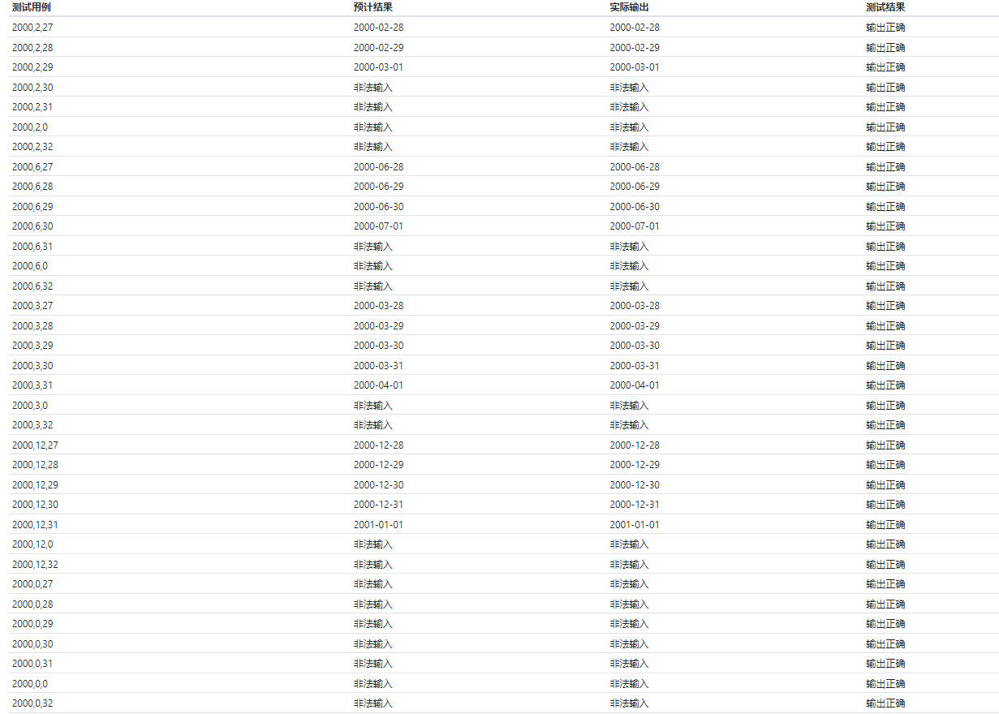 测试用例 预计结果 实际输出 测试结果
2000,2,27 2000-02-28 2000-02-28 输出正确
2000,2,28 2000-02-29 2000-02-29 输出正确
2000,2,29 2000-03-01 2000-03-01 输出正确
2000,2,30 非法输入 非法输入 输出正确
2000,2,31 非法输入 非法输入 输出正确
2000,2,0 非法输入 非法输入 输出正确
2000,2,32 非法输入 非法输入 输出正确
2000,6,27 2000-06-28 2000-06-28 输出正确
2000,6,28 2000-06-29 2000-06-29 输出正确
2000,6,29 2000-06-30 2000-06-30 输出正确
2000,6,30 2000-07-01 2000-07-01 输出正确
2000,6,31 非法输入 非法输入 输出正确
2000,6,0 非法输入 非法输入 输出正确
2000,6,32 非法输入 非法输入 输出正确
2000,3,27 2000-03-28 2000-03-28 输出正确
2000,3,28 2000-03-29 2000-03-29 输出正确
2000,3,29 2000-03-30 2000-03-30 输出正确
2000,3,30 2000-03-31 2000-03-31 输出正确
2000,3,31 2000-04-01 2000-04-01 输出正确
2000,3,0 非法输入 非法输入 输出正确
2000,3,32 非法输入 非法输入 输出正确
2000,12,27 2000-12-28 2000-12-28 输出正确
2000,12,28 2000-12-29 2000-12-29 输出正确
2000,12,29 2000-12-30 2000-12-30 输出正确
2000,12,30 2000-12-31 2000-12-31 输出正确
2000,12,31 2001-01-01 2001-01-01 输出正确
2000,12,0 非法输入 非法输入 输出正确
2000,12,32 非法输入 非法输入 输出正确
2000,0,27 非法输入 非法输入 输出正确
2000,0,28 非法输入 非法输入 输出正确
2000,0,29 非法输入 非法输入 输出正确
2000,0,30 非法输入 非法输入 输出正确
2000,0,31 非法输入 非法输入 输出正确
2000,0,0 非法输入 非法输入 输出正确
2000,0,32 非法输入 非法输入 输出正确